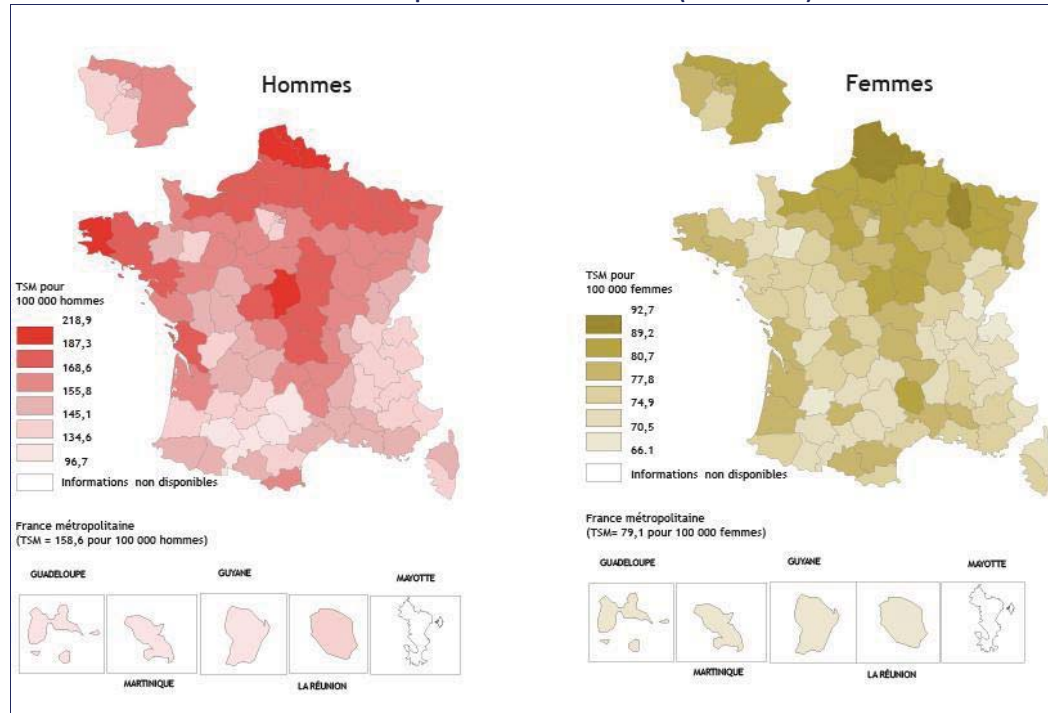 Hommes
TSM pour
100 000 hommes
218,9
187,3
168,6
155,8
145,1
134,6
96,7
Informations non disponibles
France métropolitaine
(TSM = 158,6 pour 100 000 hommes)
GUADELOUPE
GUYANE
MAYOTTE
MARTINIQUE
LA RÉUNION
Femmes
TSM pour
100 000 femmes
92,7
89,2
80,7
77,8
74,9
70,5
66.1
Informations non disponibles
France métropolitaine
(TSM= 79,1 pour 100 000 femmes)
GUADELOUPE
GUYANE
MAYOTTE
MARTINIQUE
LA RÉUNION